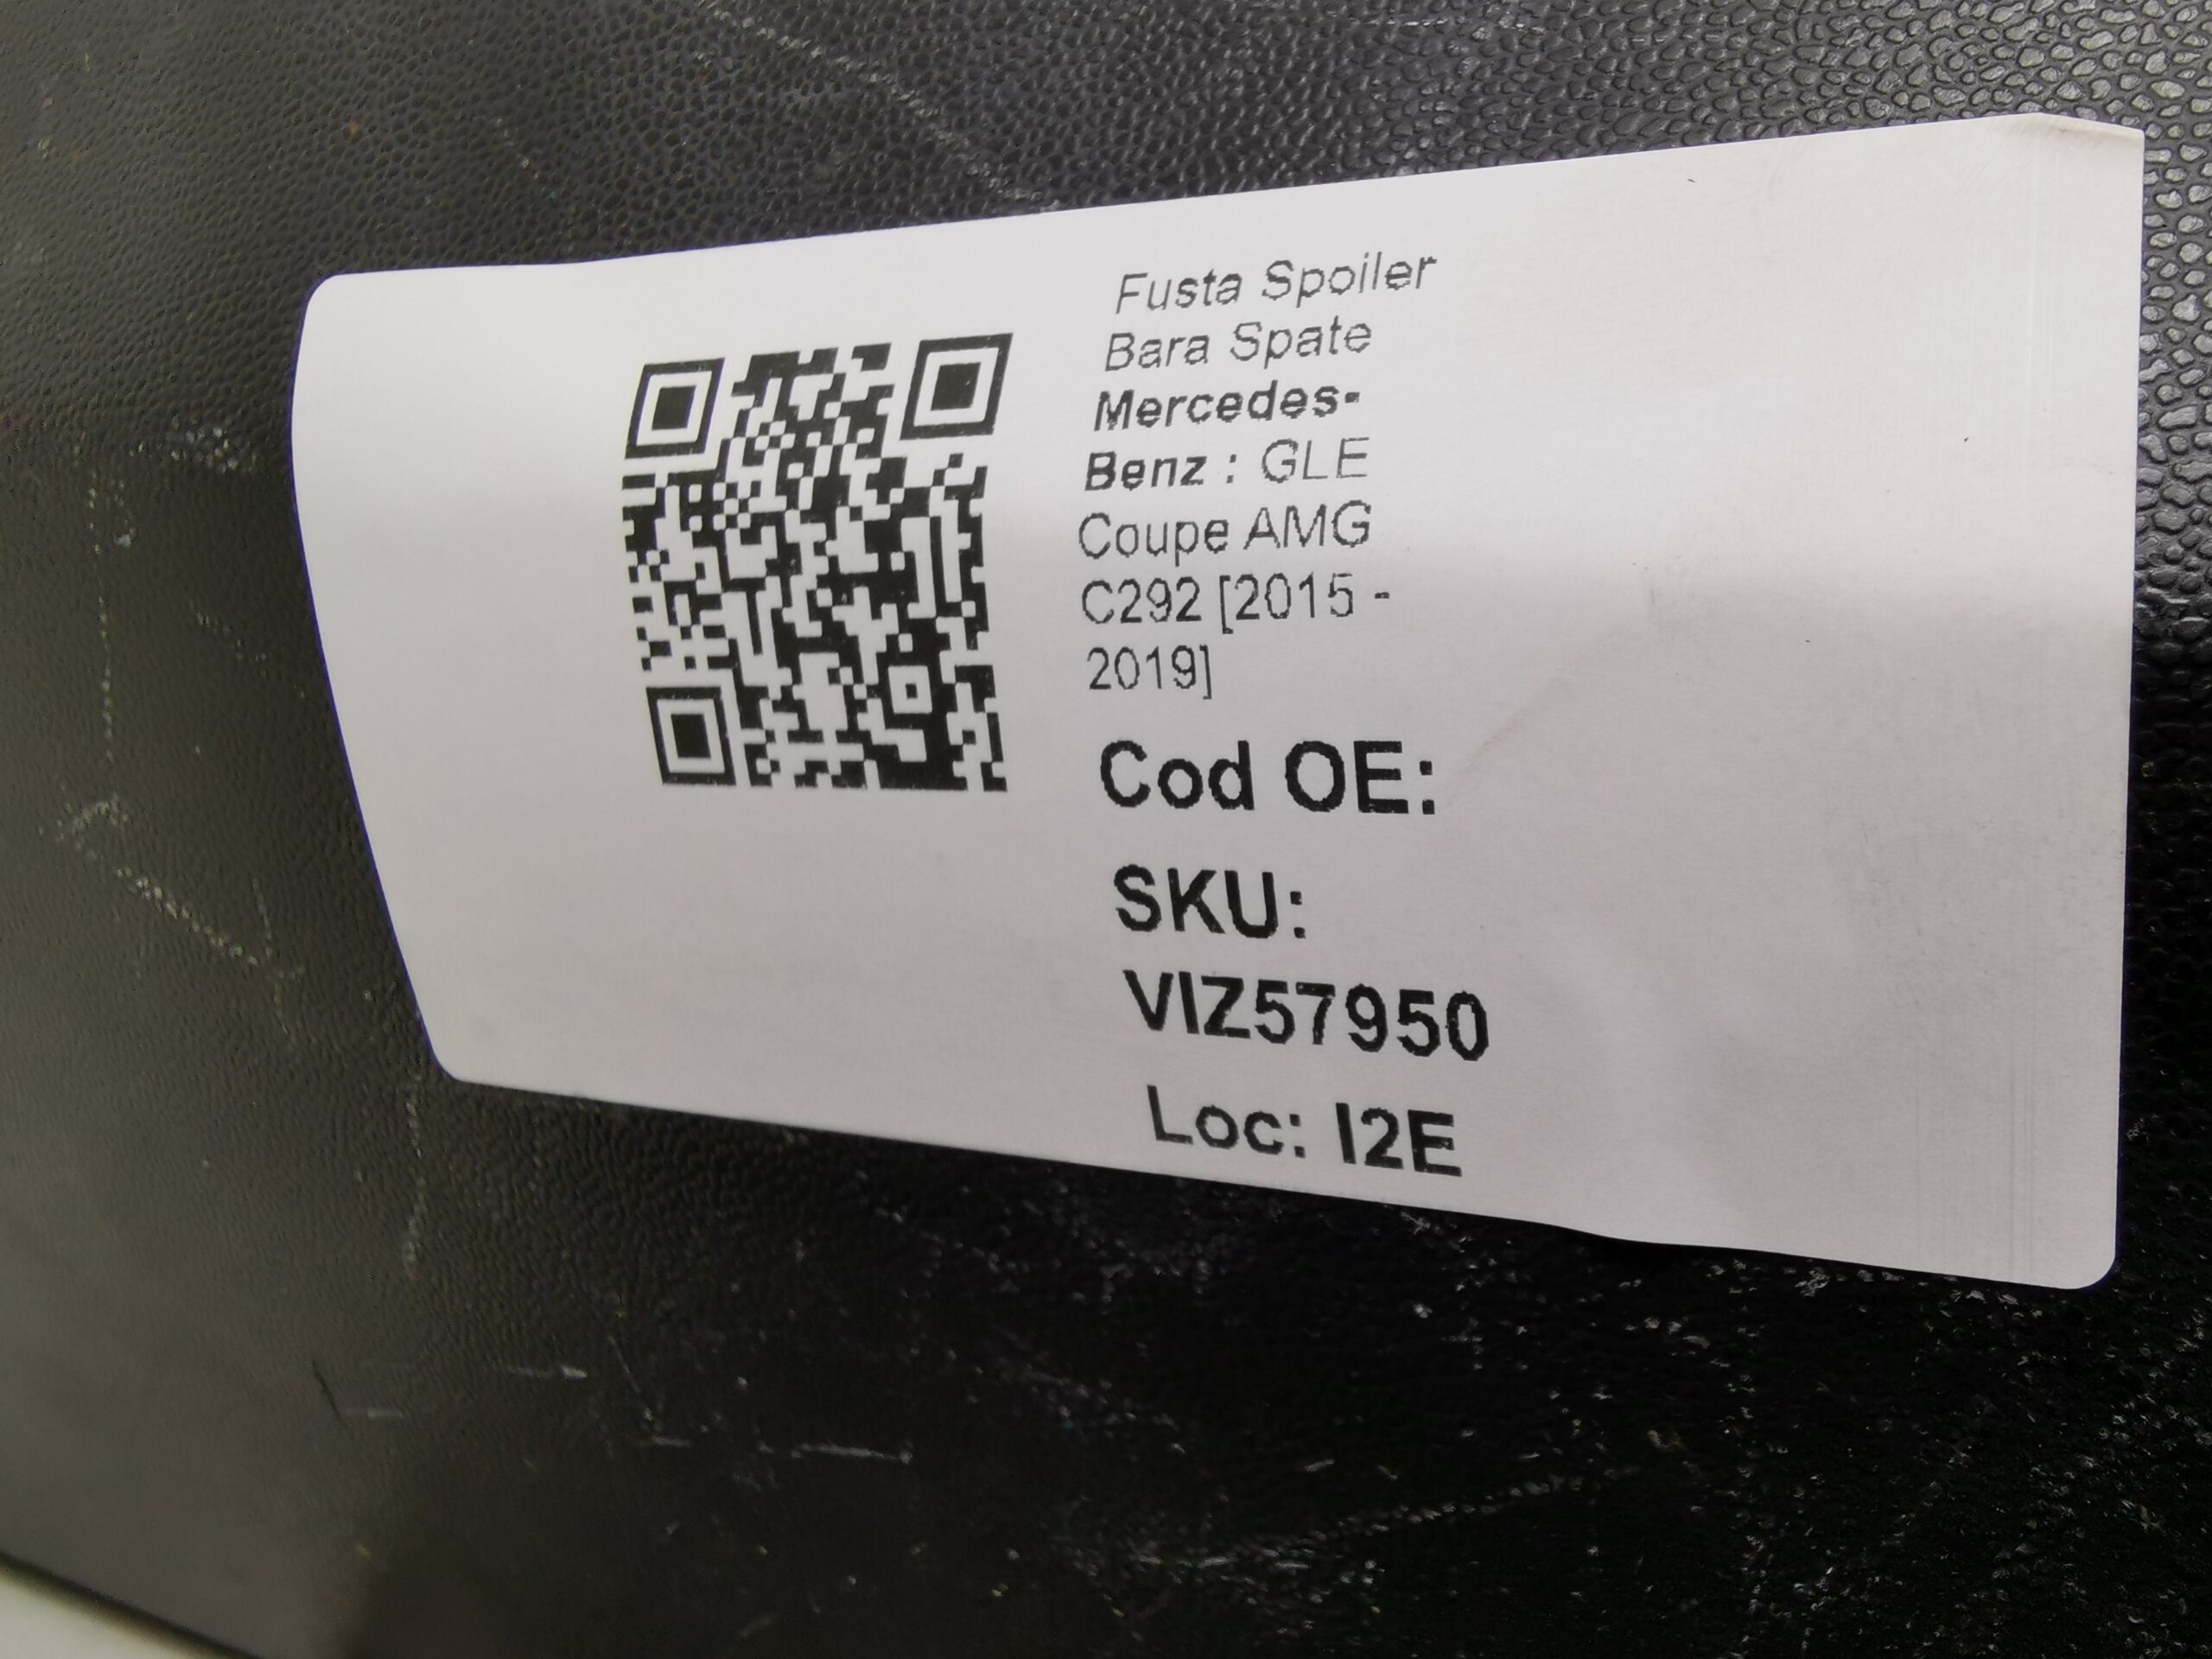 Fusta Spoiler
Bara Spate
Mercedes-
Benz : GLE
Coupe AMG
C292 [2015 -
2019]
Cod OE:
SKU:
VIZ57950
Loc: I2E